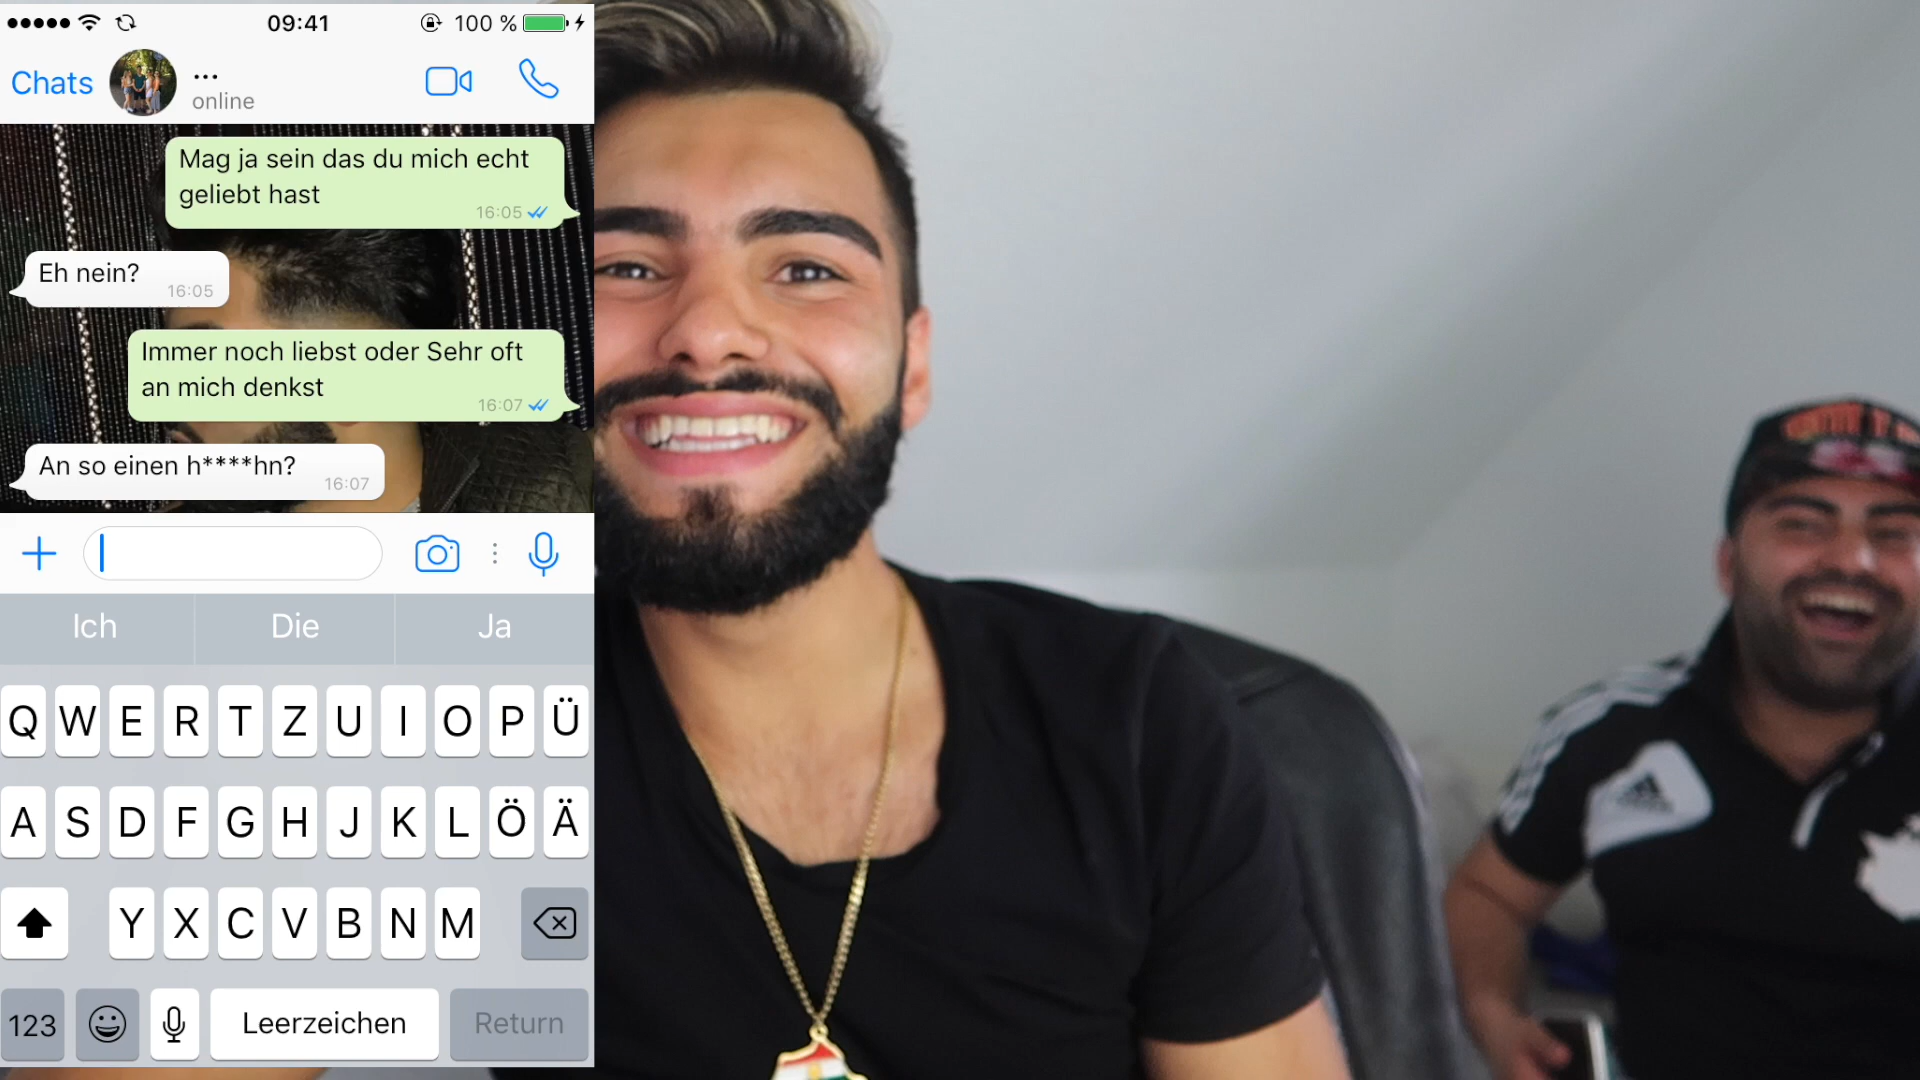 09:41
100 %
Chats
...
online
Mag ja sein das du mich echt
geliebt hast
16:05
Eh nein?
16:05
Immer noch liebst oder Sehr oft
an mich denkst
16:07
An so einen h****hn?
16:07
Ich Die Ja
Q W E R T Z U I O P Ü
A S D F G H J K L Ö Ä
Y X C V B N M
123 Leerzeichen Return